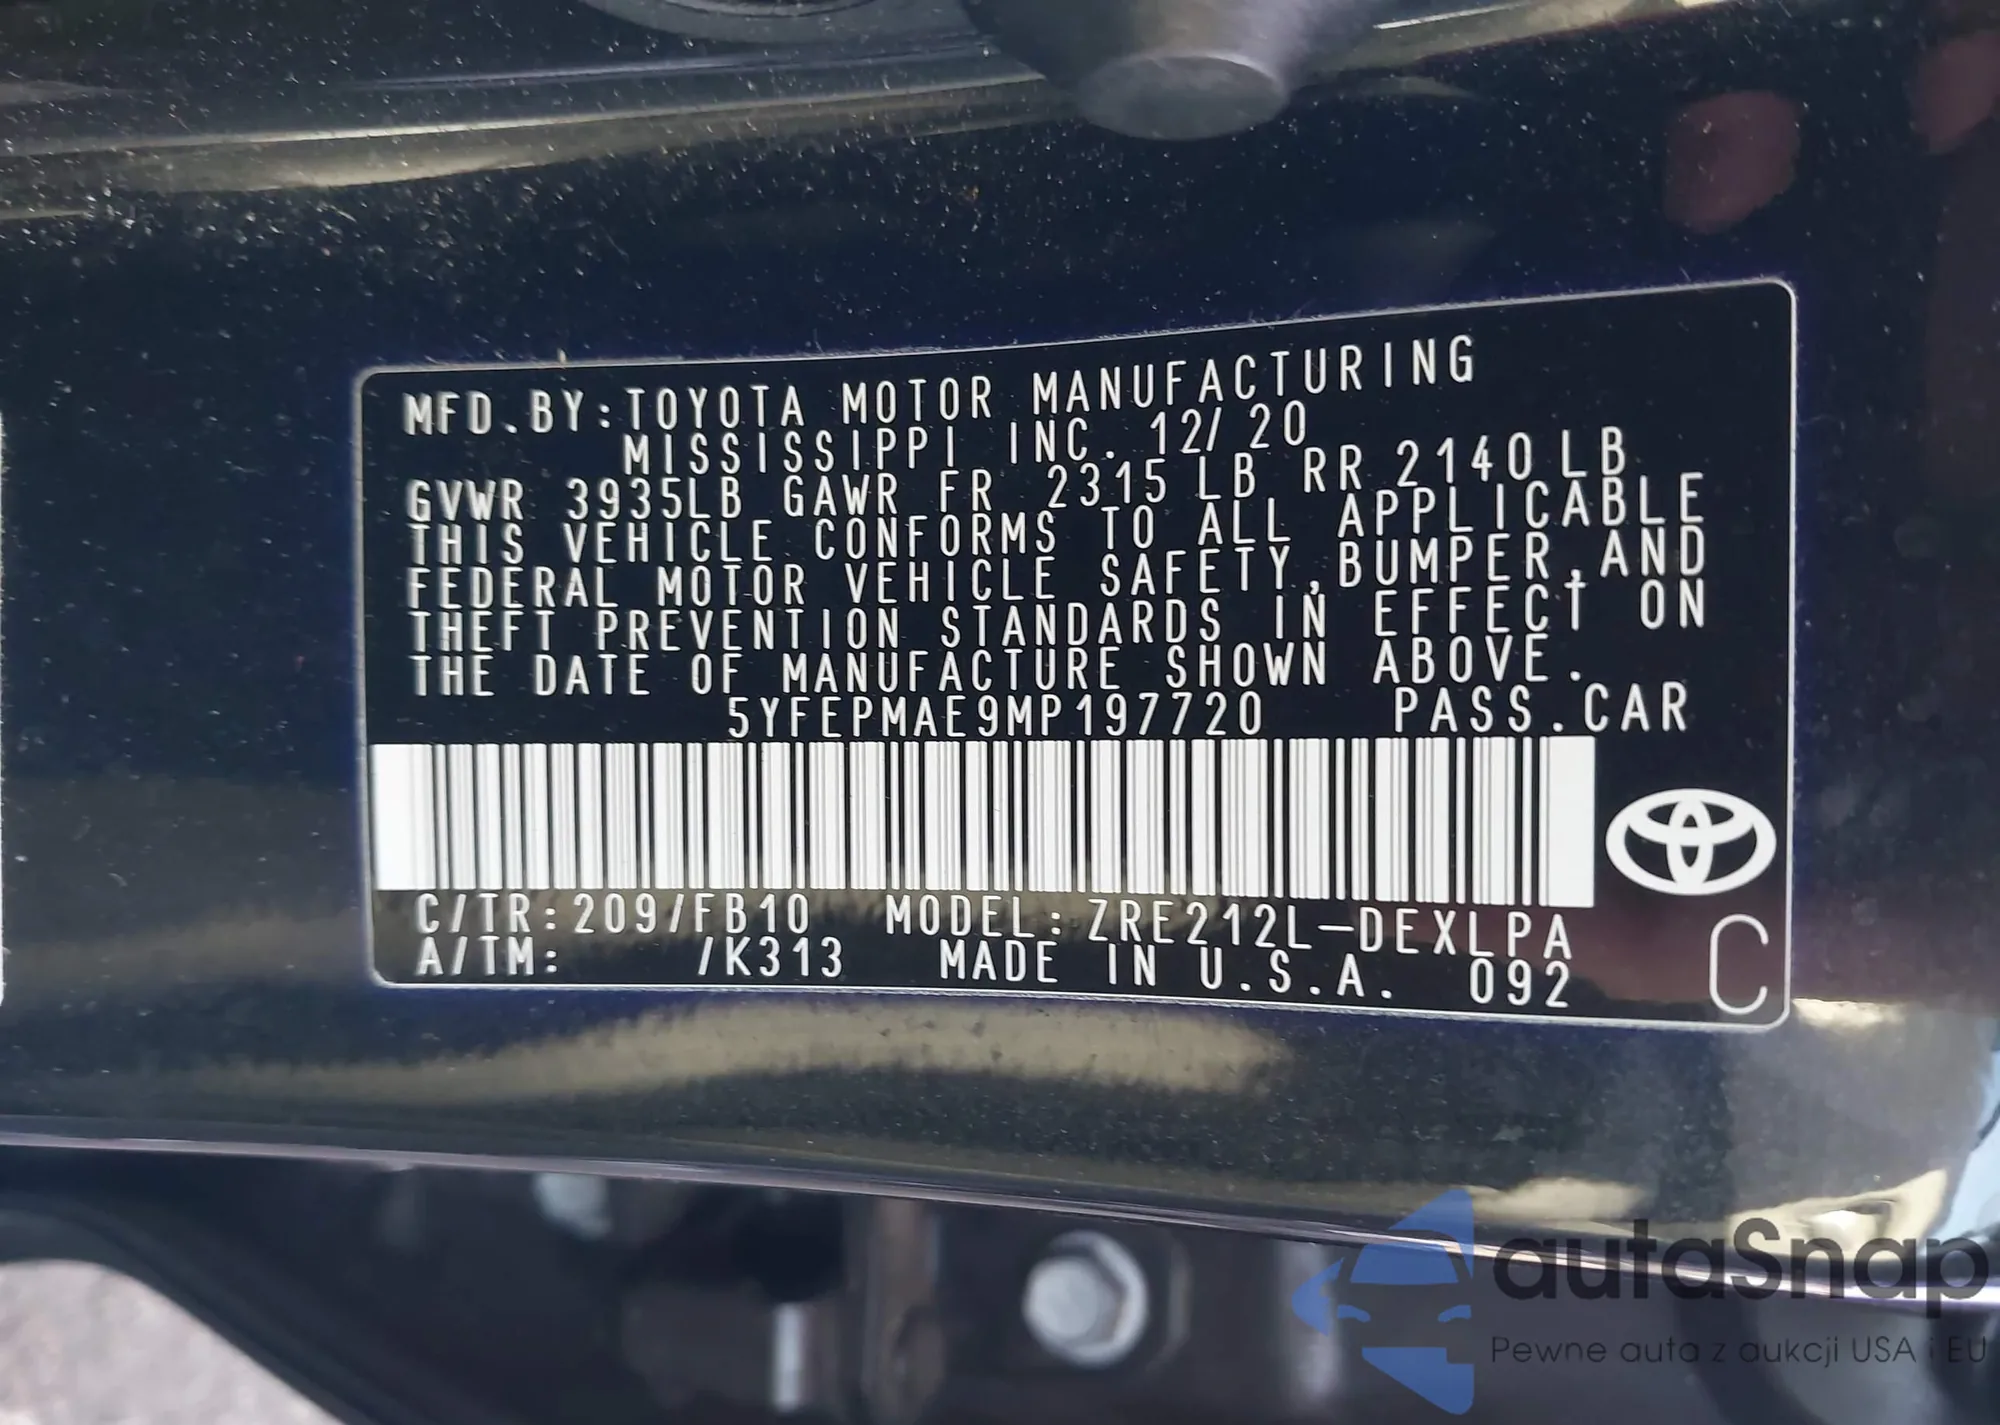 MFD.BY:TOYOTA MOTOR MANUFACTURING
MISSISSIPPI INC. 12/20
GVWR 3935LB GAWR FR 2315 LB RR 2140 LB
THIS VEHICLE CONFORMS TO ALL APPLICABLE
FEDERAL MOTOR VEHICLE SAFETY,BUMPER,AND
THEFT PREVENTION STANDARDS IN EFFECT ON
THE DATE OF MANUFACTURE SHOWN ABOVE.
5YFEPMAE9MP197720 PASS.CAR
C/TR:209/FB10 MODEL:ZRE212L-DEXLPA
A/TM: /K313 MADE IN U.S.A. 092
C
autaSnap
Pewne auta z aukcji USA i EU